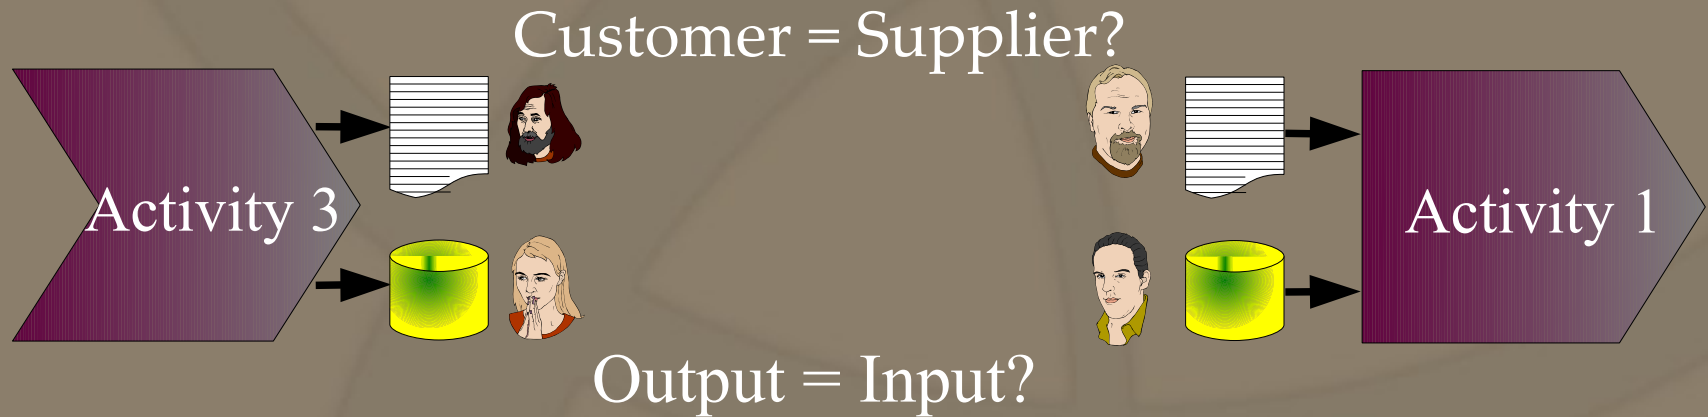 Customer = Supplier?
Activity 3
Activity 1
Output = Input?